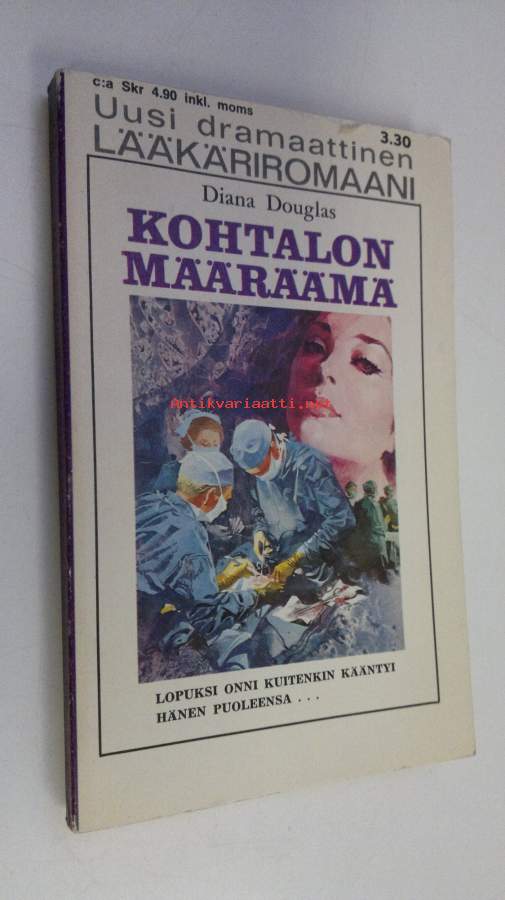 c:a Skr 4.90 inkl. moms
3.30
Uusi dramaattinen
LÄÄKÄRIROMAANI
Diana Douglas
KOHTALON
MÄÄRÄÄMÄ
Antikvariaatti.net
LOPUKSI ONNI KUITENKIN KÄÄNTYI
HÄNEN PUOLEENSA . . .